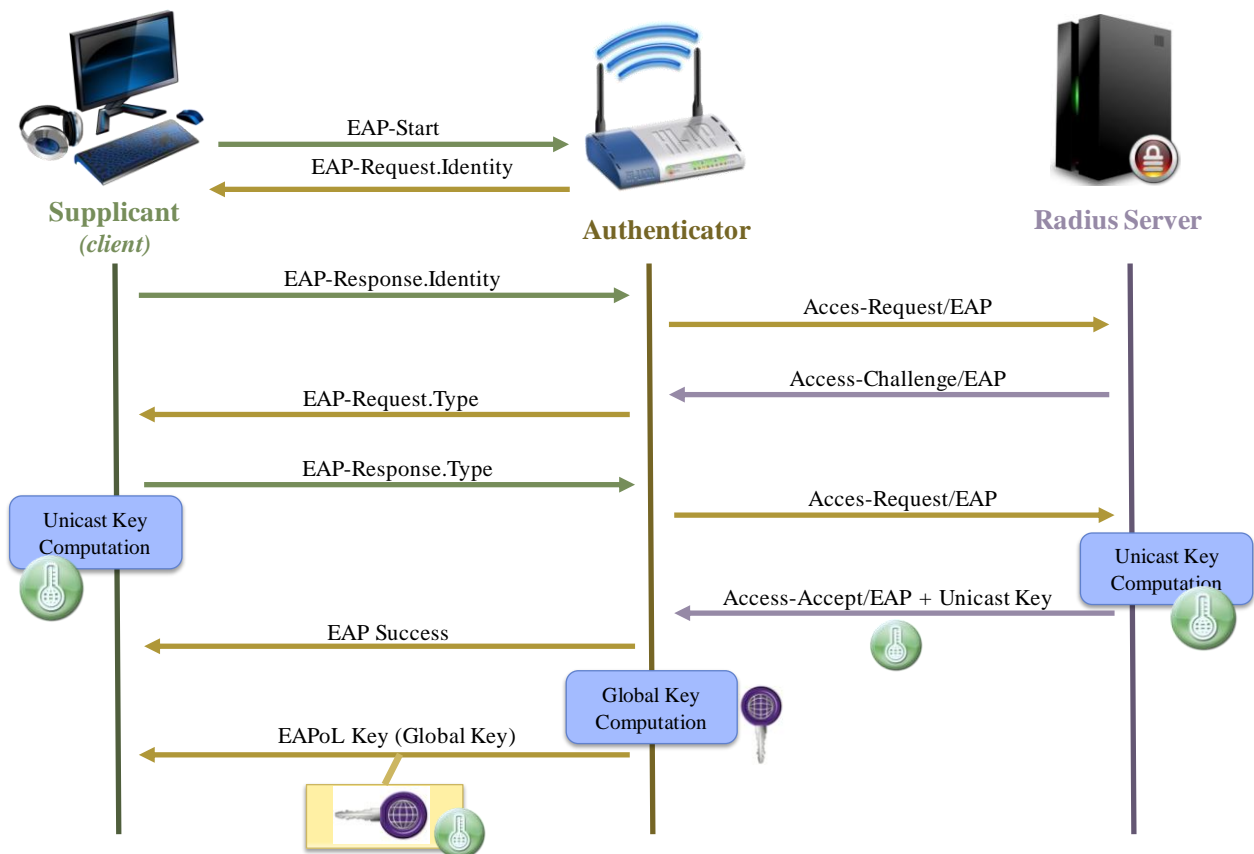 EAP-Start
EAP-Request.Identity
Supplicant
(client)
Authenticator
Radius Server
EAP-Response.Identity
Acces-Request/EAP
Access-Challenge/EAP
EAP-Request.Type
EAP-Response.Type
Acces-Request/EAP
Unicast Key
Computation
Unicast Key
Computation
Access-Accept/EAP + Unicast Key
EAP Success
Global Key
Computation
EAPoL Key (Global Key)